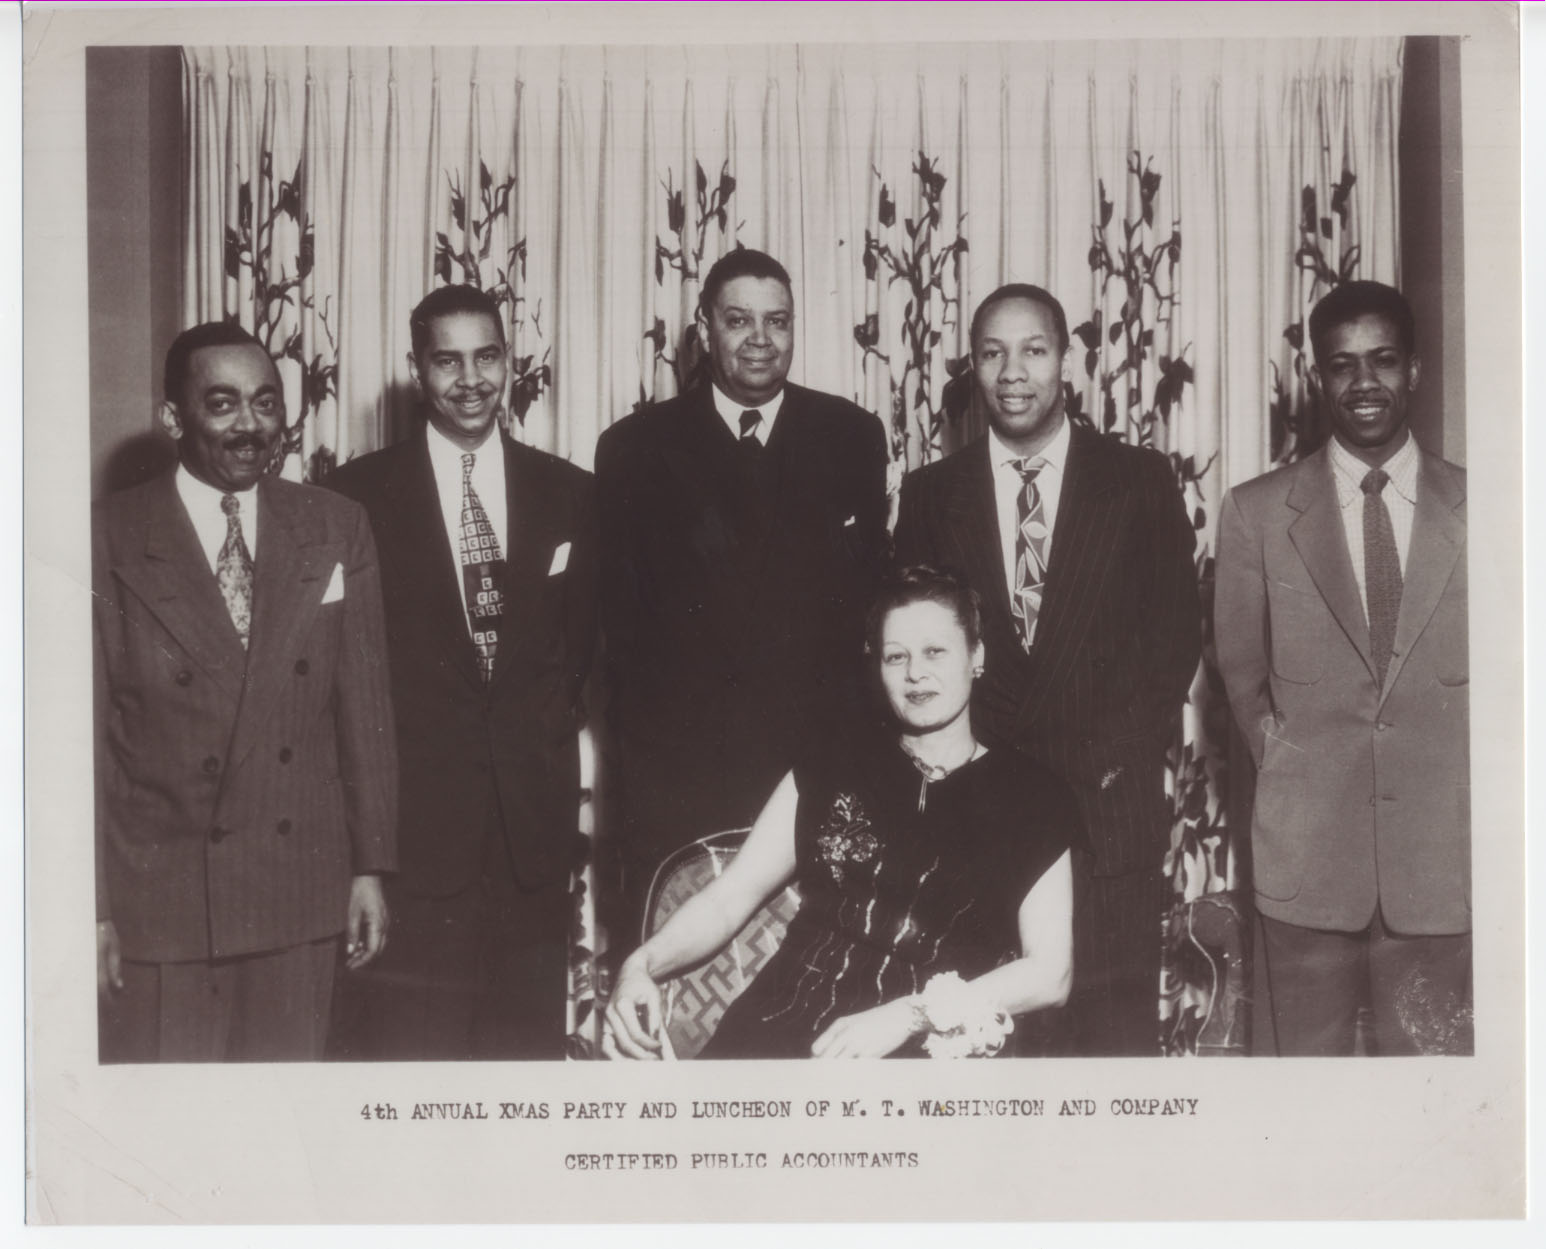 4th ANNUAL XMAS PARTY AND LUNCHEON OF M. T. WASHINGTON AND COMPANY
CERTIFIED PUBLIC ACCOUNTANTS